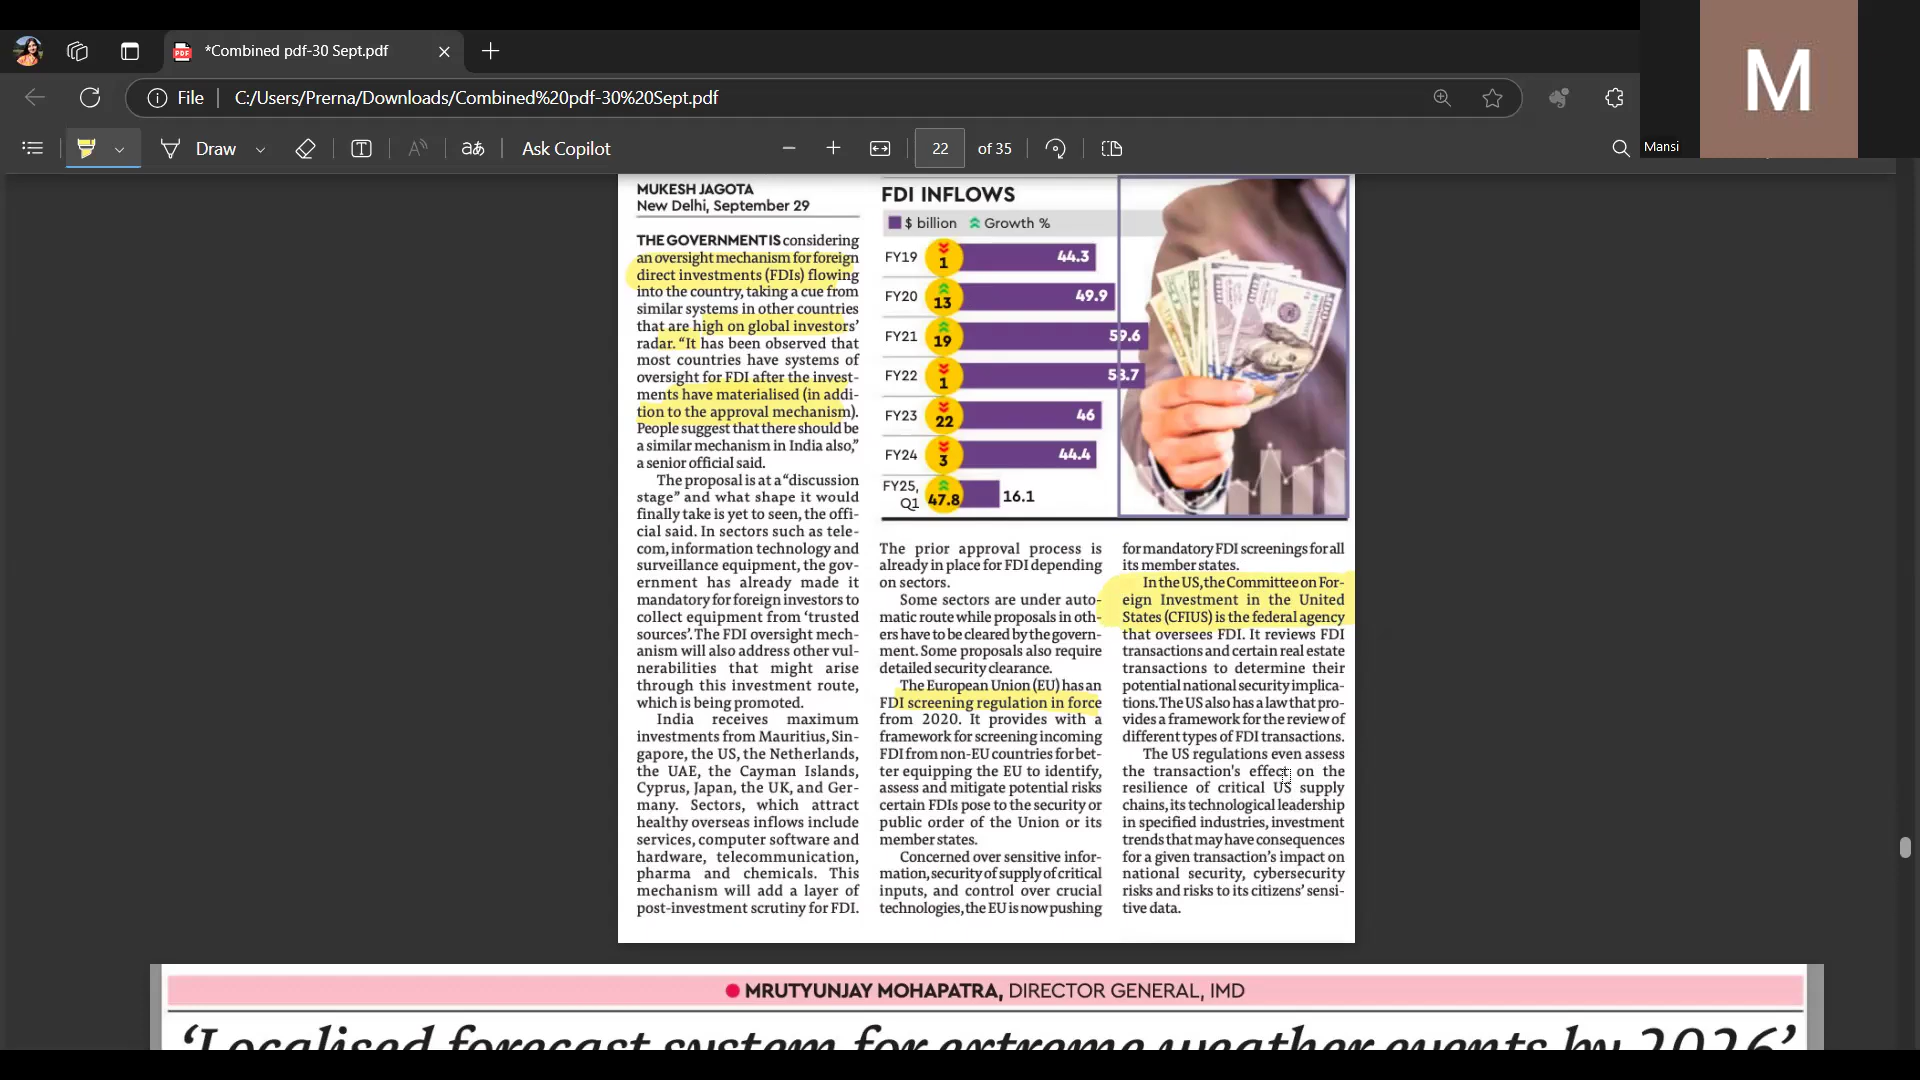 *Combined pdf-30 Sept.pdf
File
C:/Users/Prerna/Downloads/Combined%20pdf-30%20Sept.pdf
M
Draw
aあ
Ask Copilot
22
of 35
Mansi
MUKESH JAGOTA
New Delhi, September 29
THE GOVERNMENT IS considering
an oversight mechanism for foreign
direct investments (FDIs) flowing
into the country, taking a cue from
similar systems in other countries
that are high on global investors'
radar. "It has been observed that
most countries have systems of
oversight for FDI after the invest-
ments have materialised (in addi-
tion to the approval mechanism).
People suggest that there should be
a similar mechanism in India also,"
a senior official said.
The proposal is at a "discussion
stage" and what shape it would
finally take is yet to seen, the offi-
cial said. In sectors such as tele-
com, information technology and
surveillance equipment, the gov-
ernment has already made it
mandatory for foreign investors to
collect equipment from 'trusted
sources'. The FDI oversight mech-
anism will also address other vul-
nerabilities that might arise
through this investment route,
which is being promoted.
India receives maximum
investments from Mauritius, Sin-
gapore, the US, the Netherlands,
the UAE, the Cayman Islands,
Cyprus, Japan, the UK, and Ger-
many. Sectors, which attract
healthy overseas inflows include
services, computer software and
hardware, telecommunication,
pharma and chemicals. This
mechanism will add a layer of
post-investment scrutiny for FDI.
FDI INFLOWS
$ billion Growth %
FY19 1 44.3
FY20 13 49.9
FY21 19 59.6
FY22 1 58.7
FY23 22 46
FY24 3 44.4
FY25, Q1 47.8 16.1
The prior approval process is
already in place for FDI depending
on sectors.
Some sectors are under auto-
matic route while proposals in oth-
ers have to be cleared by the govern-
ment. Some proposals also require
detailed security clearance.
The European Union (EU) has an
FDI screening regulation in force
from 2020. It provides with a
framework for screening incoming
FDI from non-EU countries for bet-
ter equipping the EU to identify,
assess and mitigate potential risks
certain FDIs pose to the security or
public order of the Union or its
member states.
Concerned over sensitive infor-
mation, security of supply of critical
inputs, and control over crucial
technologies, the EU is now pushing
for mandatory FDI screenings for all
its member states.
In the US, the Committee on For-
eign Investment in the United
States (CFIUS) is the federal agency
that oversees FDI. It reviews FDI
transactions and certain real estate
transactions to determine their
potential national security implica-
tions. The US also has a law that pro-
vides a framework for the review of
different types of FDI transactions.
The US regulations even assess
the transaction's effect on the
resilience of critical US supply
chains, its technological leadership
in specified industries, investment
trends that may have consequences
for a given transaction's impact on
national security, cybersecurity
risks and risks to its citizens' sensi-
tive data.
MRUTYUNJAY MOHAPATRA, DIRECTOR GENERAL, IMD
'Localised forecast system for extreme weather events by 2026'